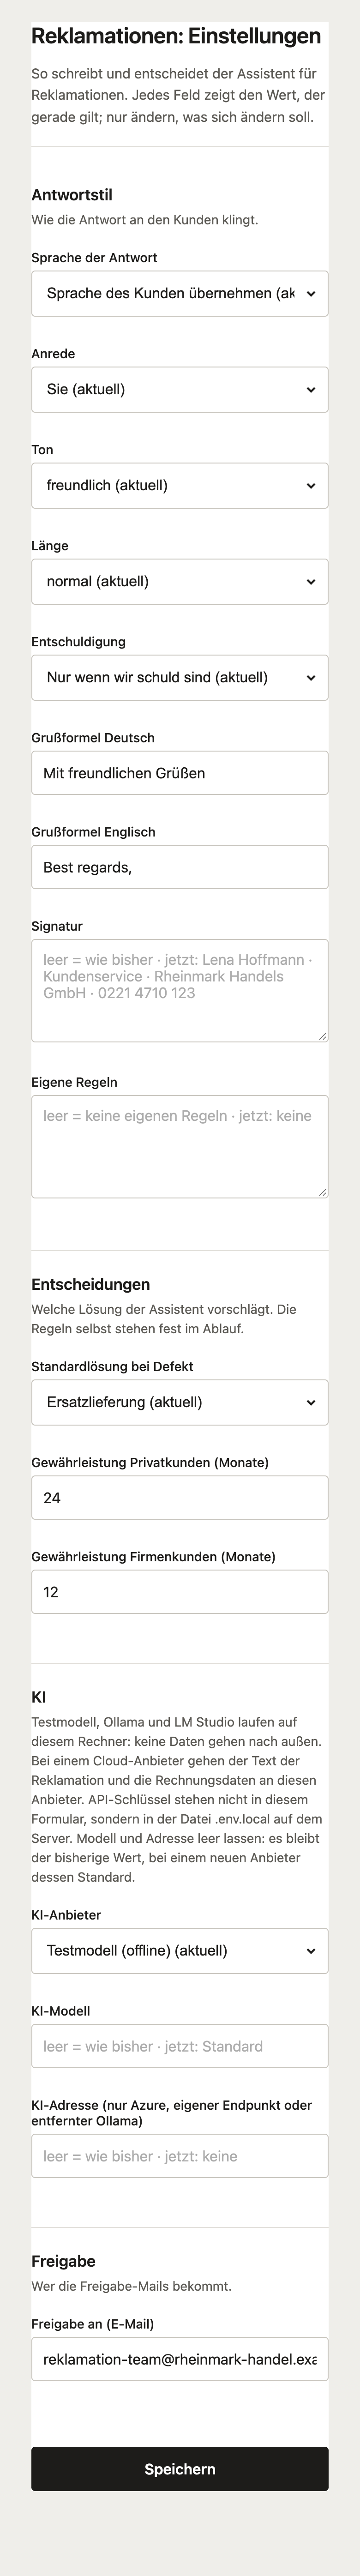 Reklamationen: Einstellungen
So schreibt und entscheidet der Assistent für
Reklamationen. Jedes Feld zeigt den Wert, der
gerade gilt; nur ändern, was sich ändern soll.
Antwortstil
Wie die Antwort an den Kunden klingt.
Sprache der Antwort
Sprache des Kunden übernehmen (ak
Anrede
Sie (aktuell)
Ton
freundlich (aktuell)
Länge
normal (aktuell)
Entschuldigung
Nur wenn wir schuld sind (aktuell)
Grußformel Deutsch
Mit freundlichen Grüßen
Grußformel Englisch
Best regards,
Signatur
leer = wie bisher · jetzt: Lena Hoffmann ·
Kundenservice · Rheinmark Handels
GmbH · 0221 4710 123
Eigene Regeln
leer = keine eigenen Regeln · jetzt: keine
Entscheidungen
Welche Lösung der Assistent vorschlägt. Die
Regeln selbst stehen fest im Ablauf.
Standardlösung bei Defekt
Ersatzlieferung (aktuell)
Gewährleistung Privatkunden (Monate)
24
Gewährleistung Firmenkunden (Monate)
12
KI
Testmodell, Ollama und LM Studio laufen auf
diesem Rechner: keine Daten gehen nach außen.
Bei einem Cloud-Anbieter gehen der Text der
Reklamation und die Rechnungsdaten an diesen
Anbieter. API-Schlüssel stehen nicht in diesem
Formular, sondern in der Datei .env.local auf dem
Server. Modell und Adresse leer lassen: es bleibt
der bisherige Wert, bei einem neuen Anbieter
dessen Standard.
KI-Anbieter
Testmodell (offline) (aktuell)
KI-Modell
leer = wie bisher · jetzt: Standard
KI-Adresse (nur Azure, eigener Endpunkt oder
entfernter Ollama)
leer = wie bisher · jetzt: keine
Freigabe
Wer die Freigabe-Mails bekommt.
Freigabe an (E-Mail)
reklamation-team@rheinmark-handel.exa
Speichern